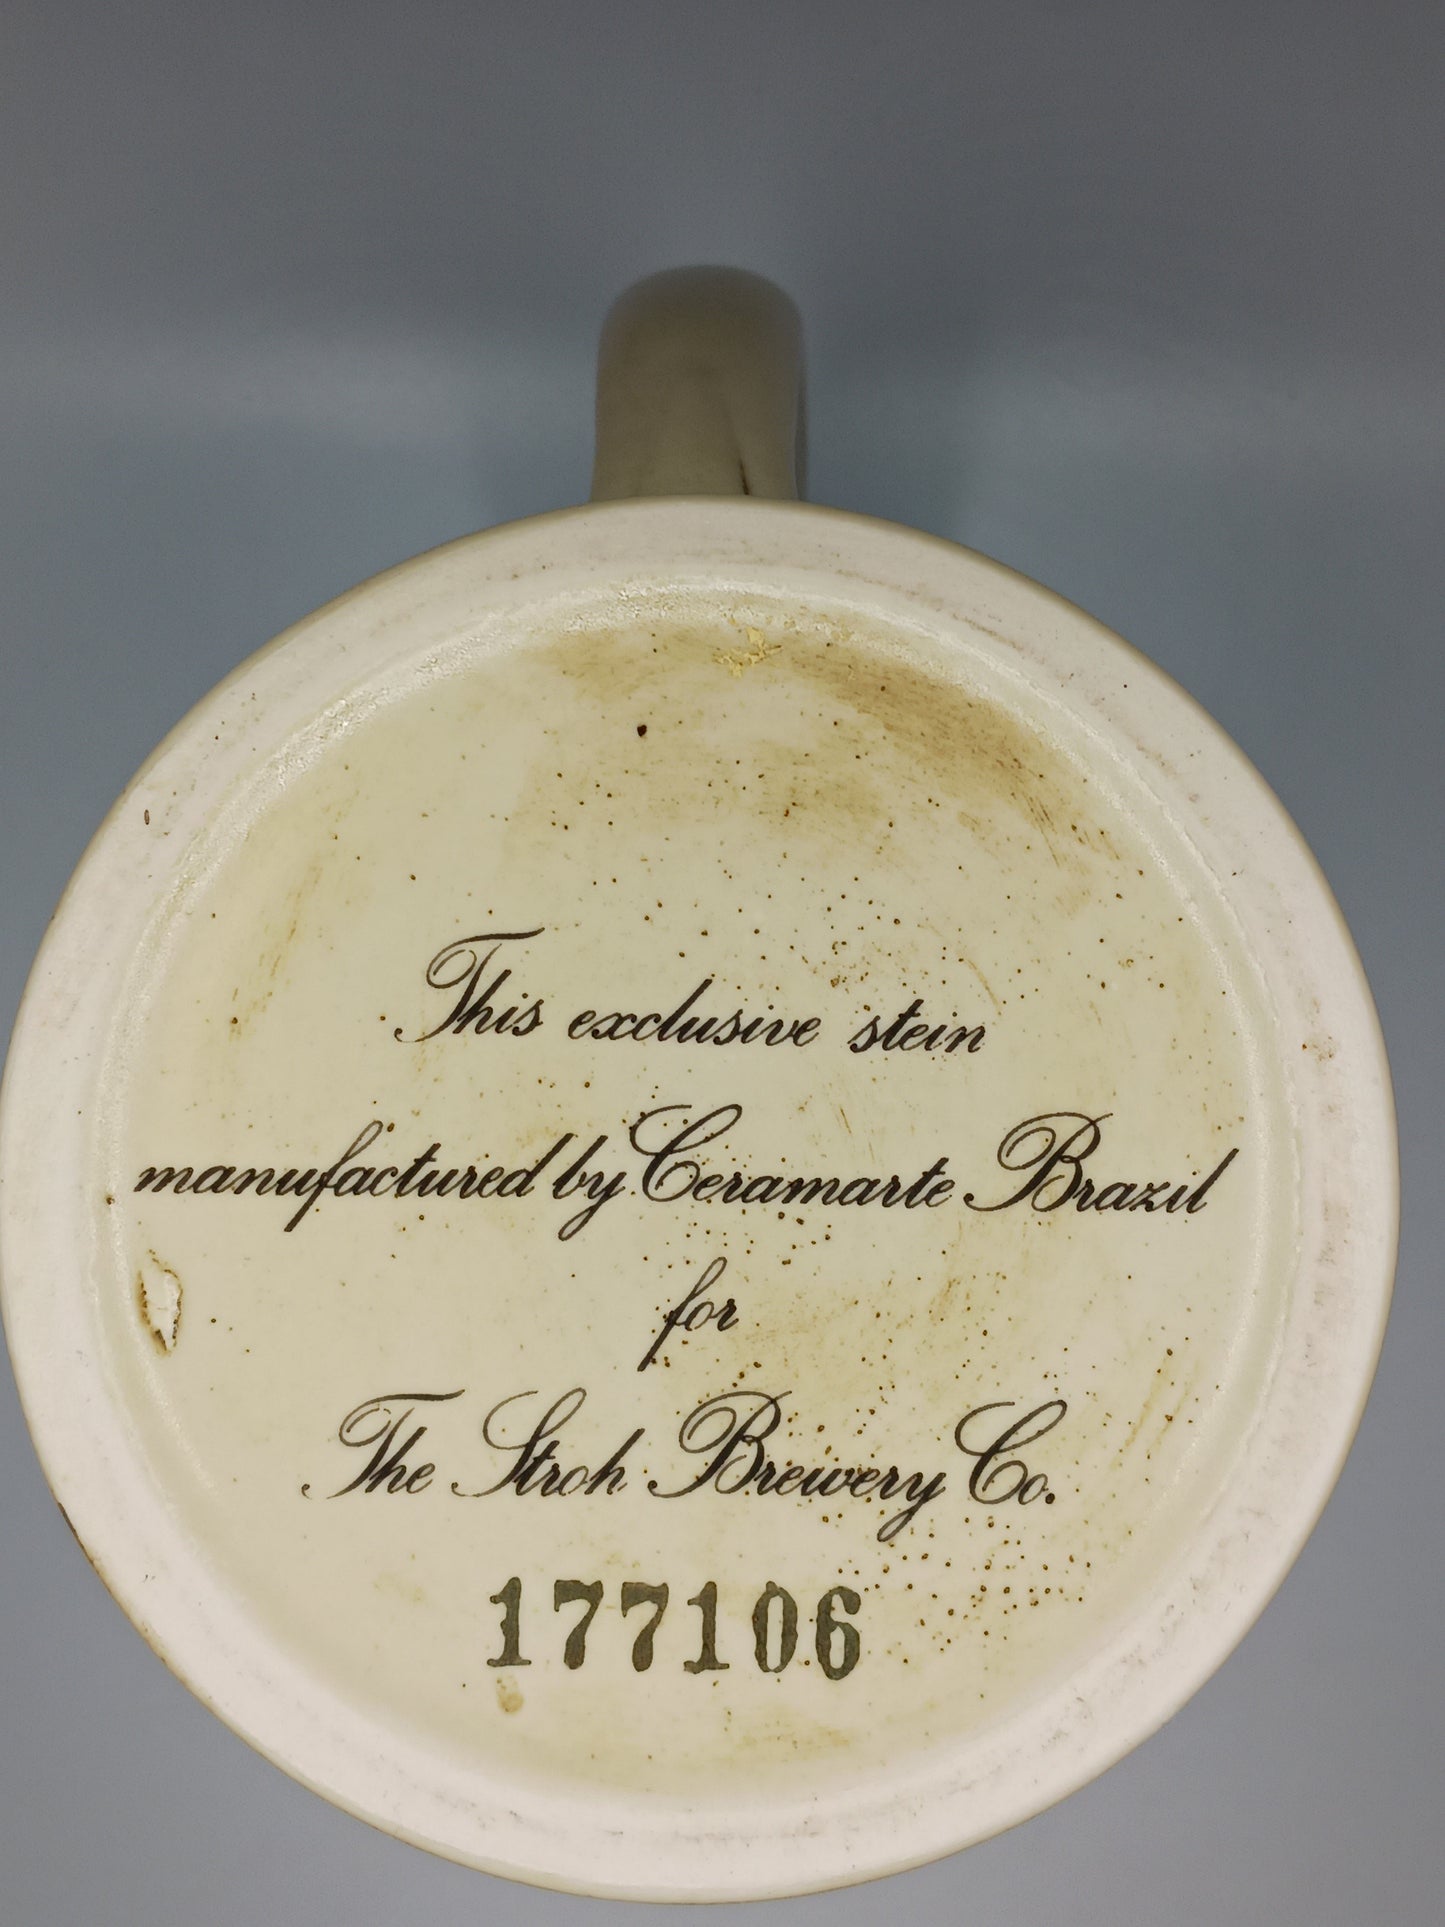 This exclusive stein
manufactured by Ceramarte Brazil
for
The Stroh Brewery Co.
177106